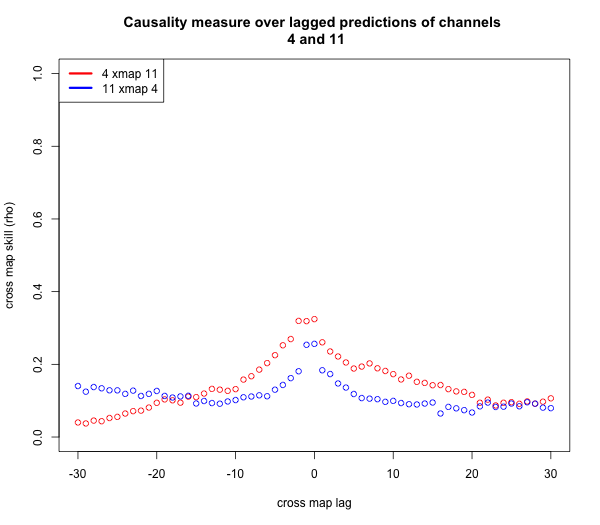 Causality measure over lagged predictions of channels
4 and 11
4 xmap 11
11 xmap 4
cross map skill (rho)
1.0
0.8
0.6
0.4
0.2
0.0
-30 -20 -10 0 10 20 30
cross map lag